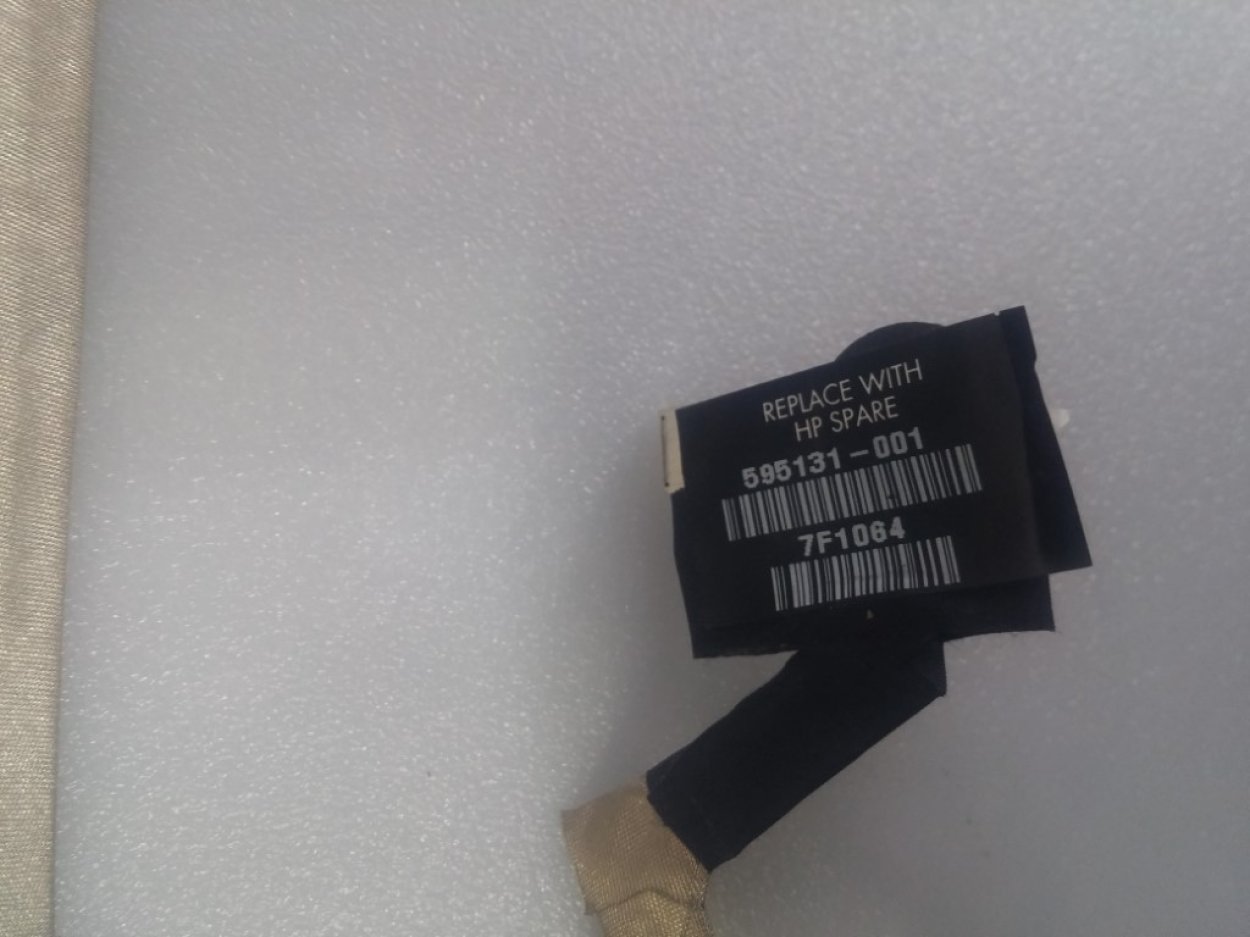 REPLACE WITH
HP SPARE
595131-001
7F1064